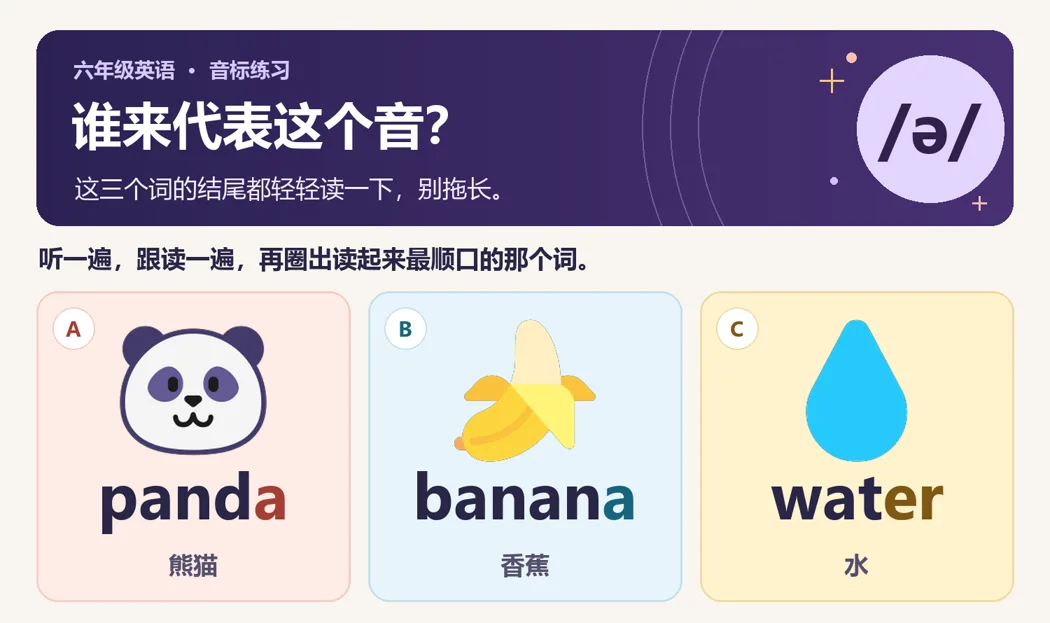 六年级英语 · 音标练习
谁来代表这个音？
/ə/
这三个词的结尾都轻轻读一下，别拖长。
听一遍，跟读一遍，再圈出读起来最顺口的那个词。
A
panda
熊猫
B
banana
香蕉
C
water
水